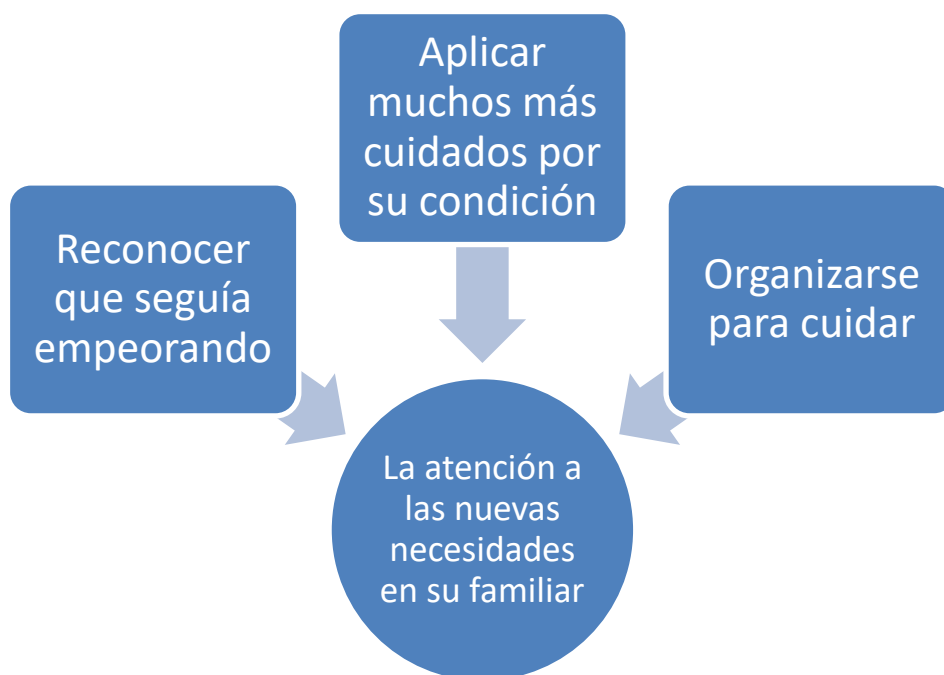 Aplicar
muchos más
cuidados por
su condición
Reconocer
que seguía
empeorando
Organizarse
para cuidar
La atención a
las nuevas
necesidades
en su familiar